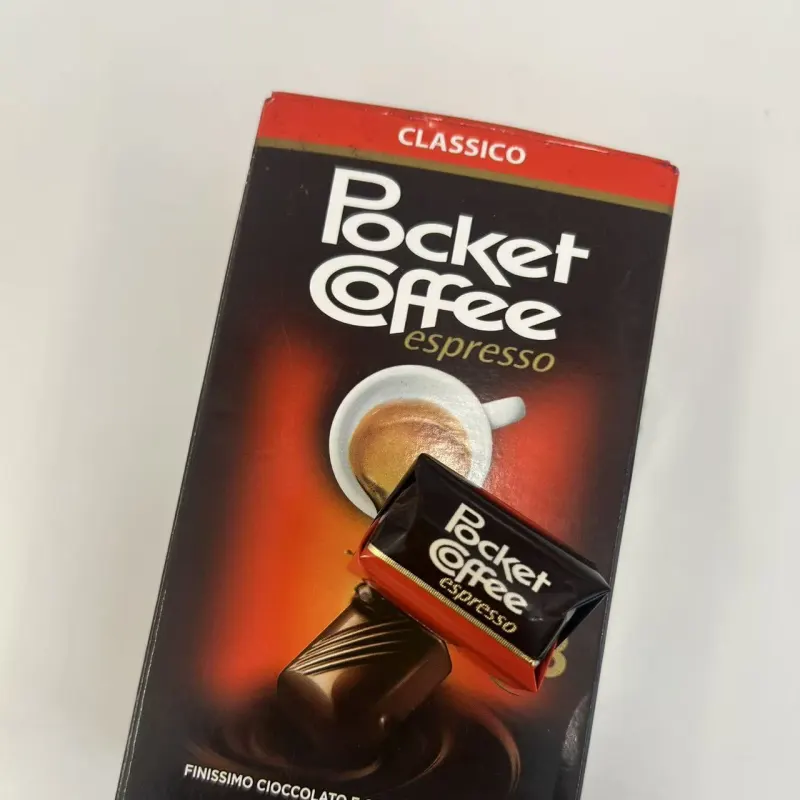 CLASSICO
Pocket
Coffee
espresso
Pocket
Coffee
espresso
FINISSIMO CIOCCOLATO E